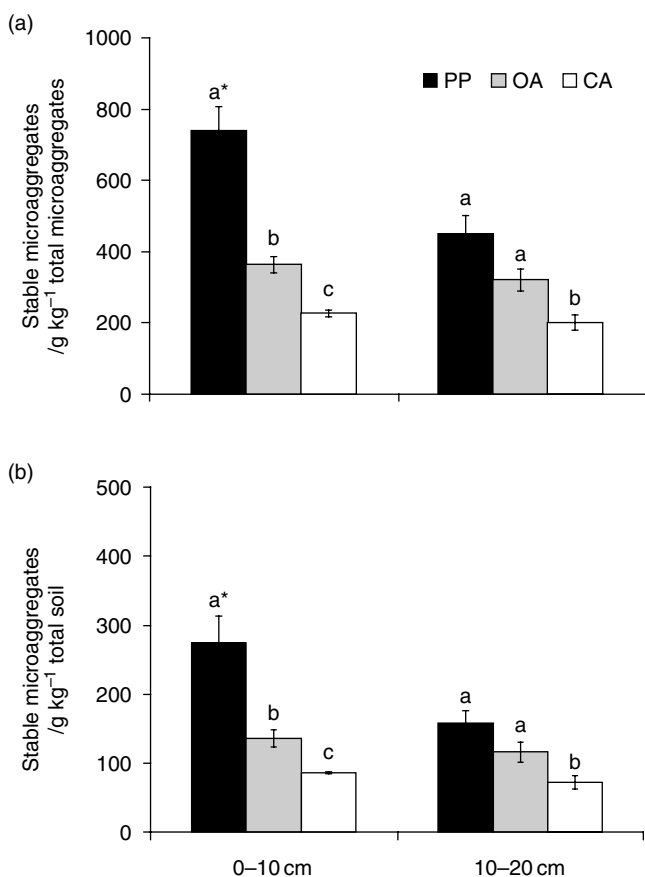 (a)
1000
800
600
400
200
0
Stable microaggregates
/g kg⁻¹ total microaggregates
PP OA CA
a*
b
c
a
a
b
(b)
500
400
300
200
100
0
Stable microaggregates
/g kg⁻¹ total soil
a*
b
c
a
a
b
0–10 cm 10–20 cm